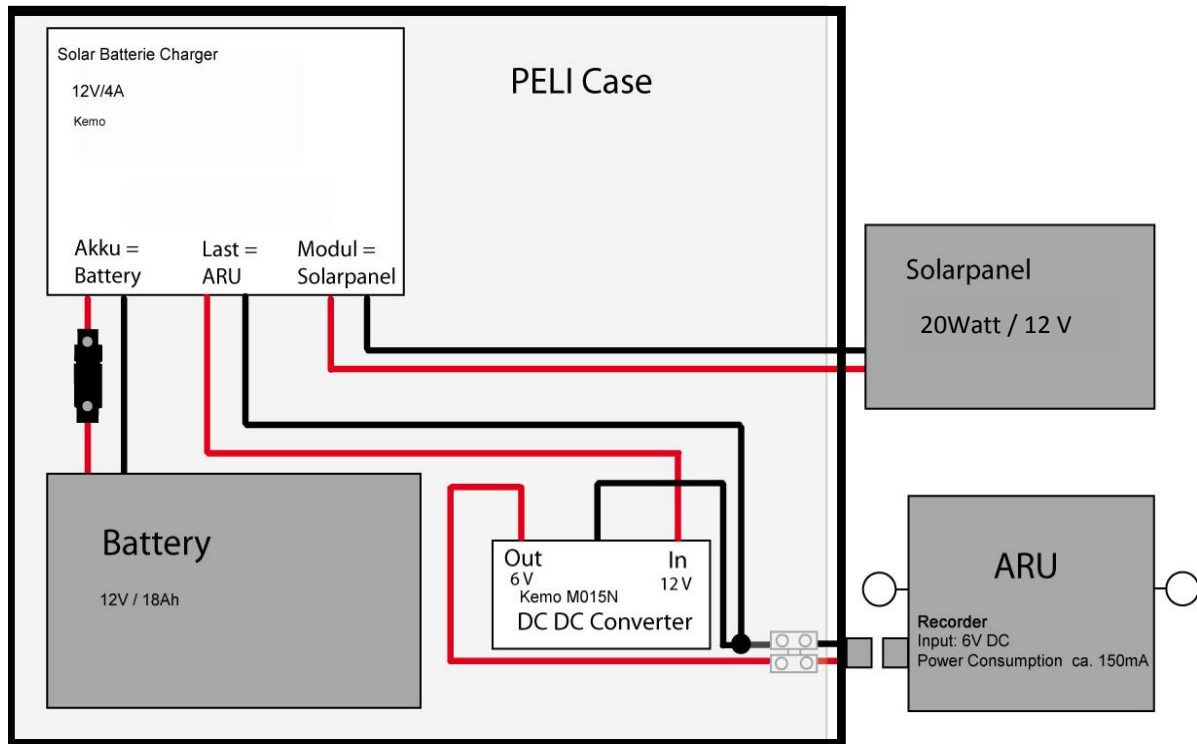 Solar Batterie Charger
12V/4A
Kemo
PELI Case
Akku =
Battery
Last =
ARU
Modul =
Solarpanel
Solarpanel
20Watt / 12 V
Battery
12V / 18Ah
Out
6 V
In
12 V
Kemo M015N
DC DC Converter
ARU
Recorder
Input: 6V DC
Power Consumption ca. 150mA